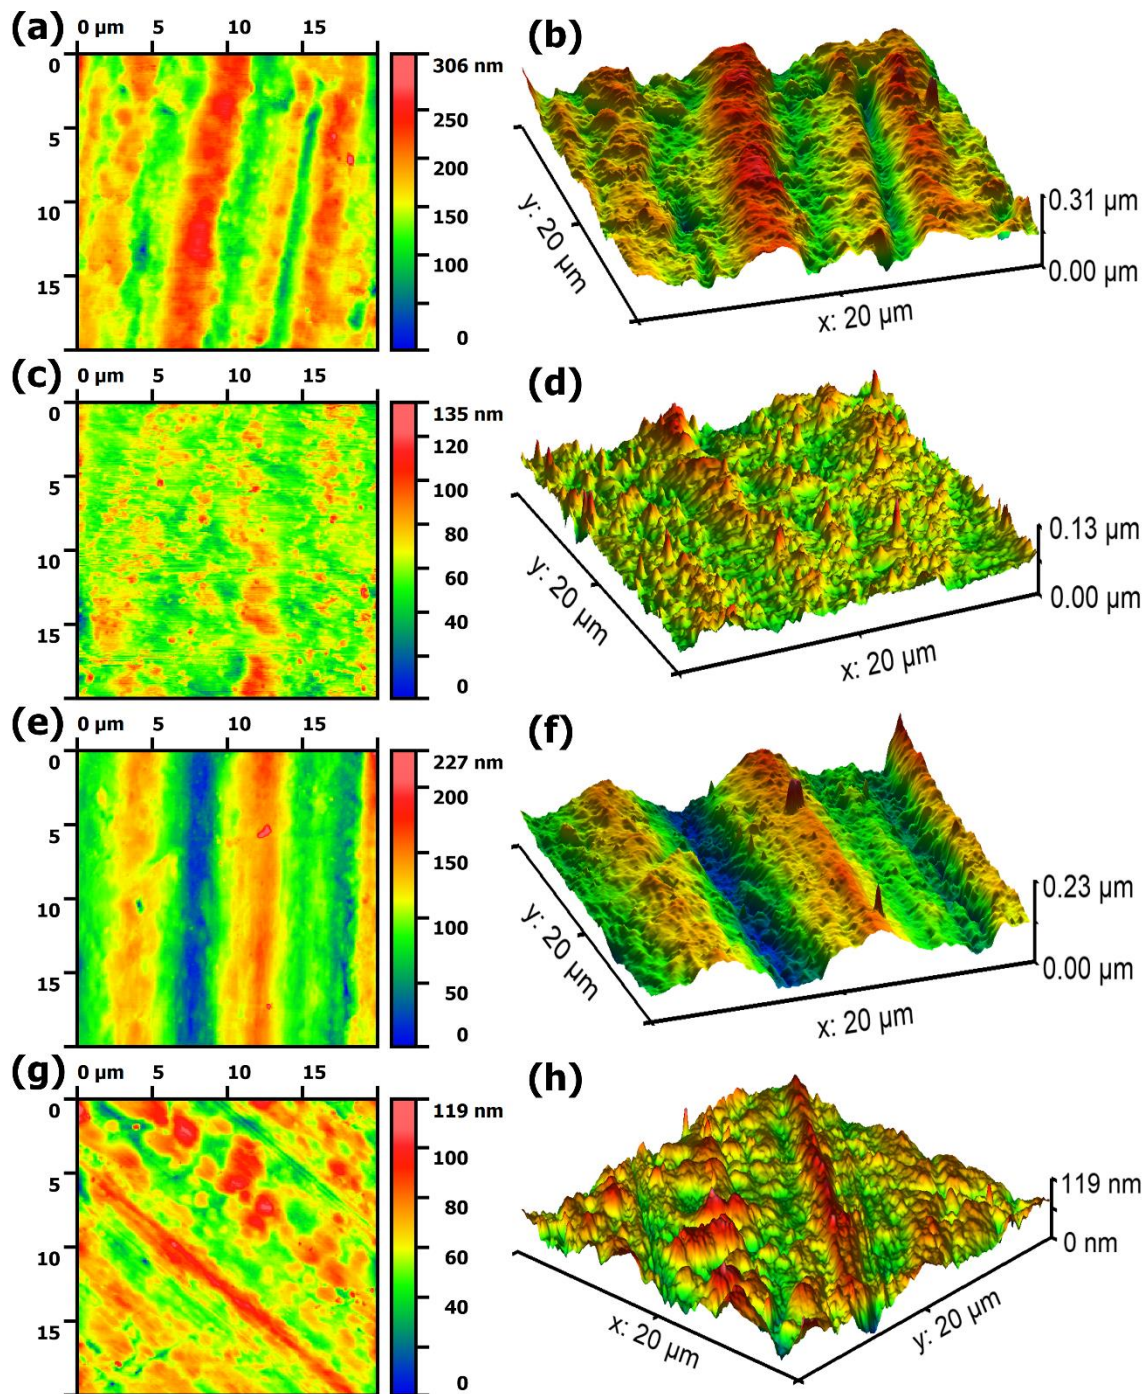 (a)
0 µm 5 10 15
0
5
10
15
306 nm
250
200
150
100
0
(b)
y: 20 µm
x: 20 µm
0.31 µm
0.00 µm
(c)
0 µm 5 10 15
0
5
10
15
135 nm
120
100
80
60
40
0
(d)
y: 20 µm
x: 20 µm
0.13 µm
0.00 µm
(e)
0 µm 5 10 15
0
5
10
15
227 nm
200
150
100
50
0
(f)
y: 20 µm
x: 20 µm
0.23 µm
0.00 µm
(g)
0 µm 5 10 15
0
5
10
15
119 nm
100
80
60
40
0
(h)
x: 20 µm
y: 20 µm
119 nm
0 nm